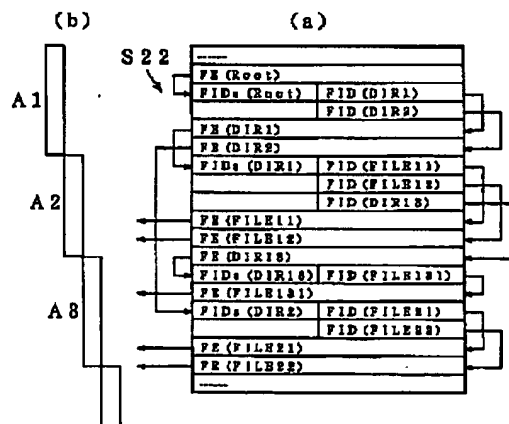 (b) (a)
S22
-----
FE(Root)
FIDs(Root) FID(DIR1)
FID(DIR2)
FE(DIR1)
FE(DIR2)
FIDs(DIR1) FID(FILE11)
FID(FILE12)
FID(DIR13)
FE(FILE11)
FE(FILE12)
FE(DIR13)
FIDs(DIR13) FID(FILE131)
FE(FILE131)
FIDs(DIR2) FID(FILE21)
FID(FILE22)
FE(FILE21)
FE(FILE22)
-----
A1
A2
A3